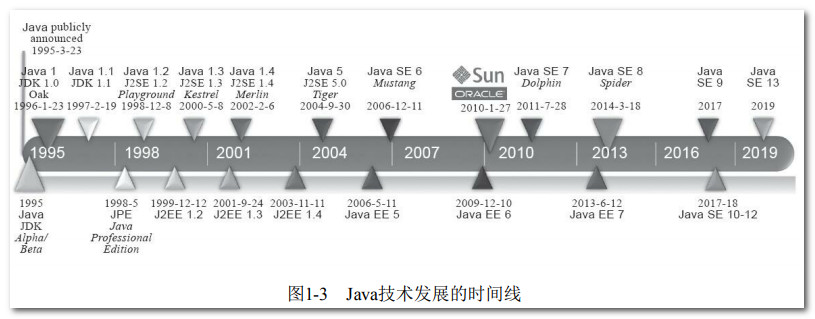 Java publicly
announced
1995-3-23
Java 1
JDK 1.0
Oak
1996-1-23
Java 1.1
JDK 1.1
1997-2-19
Java 1.2
J2SE 1.2
Playground
1998-12-8
Java 1.3
J2SE 1.3
Kestrel
2000-5-8
Java 1.4
J2SE 1.4
Merlin
2002-2-6
Java 5
J2SE 5.0
Tiger
2004-9-30
Java SE 6
Mustang
2006-12-11
Sun
ORACLE
2010-1-27
Java SE 7
Dolphin
2011-7-28
Java SE 8
Spider
2014-3-18
Java
SE 9
2017
Java
SE 13
2019
1995
1998
2001
2004
2007
2010
2013
2016
2019
1995
Java
JDK
Alpha/
Beta
1998-5
JPE
Java
Professional
Edition
1999-12-12
J2EE 1.2
2001-9-24
J2EE 1.3
2003-11-11
J2EE 1.4
2006-5-11
Java EE 5
2009-12-10
Java EE 6
2013-6-12
Java EE 7
2017-18
Java SE 10-12
图1-3 Java技术发展的时间线